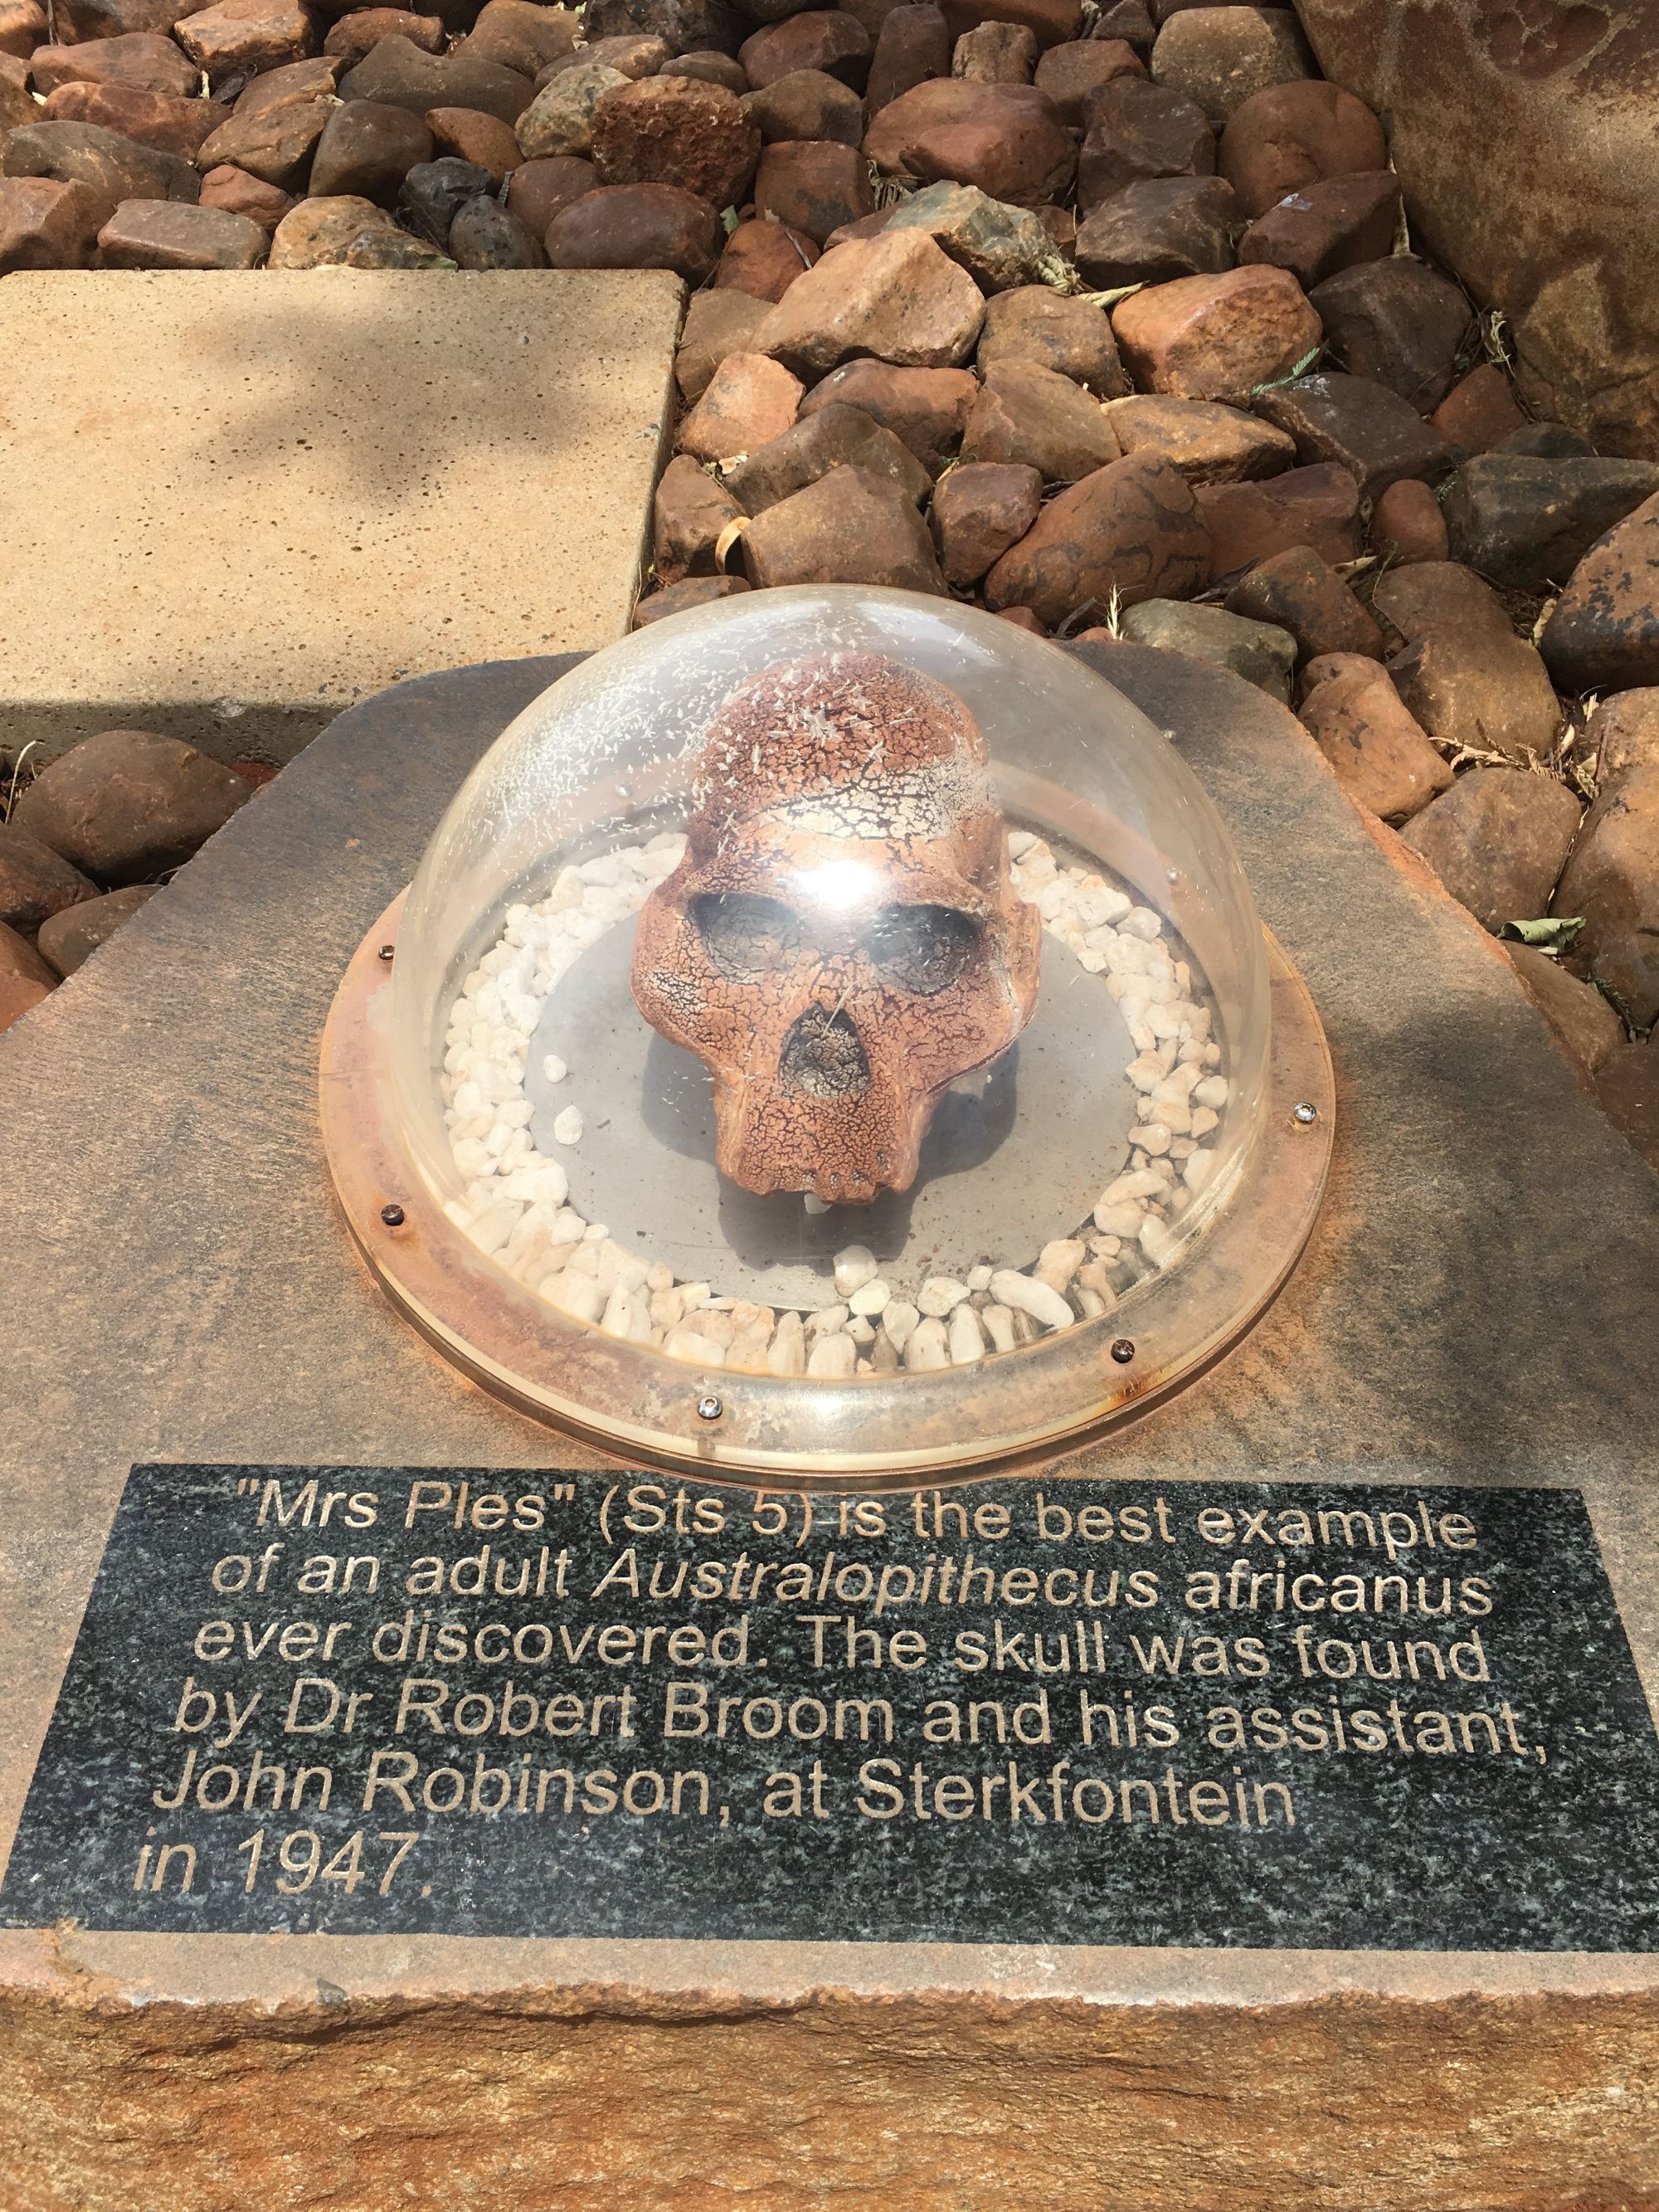 "Mrs Ples" (Sts 5) is the best example
of an adult Australopithecus africanus
ever discovered. The skull was found
by Dr Robert Broom and his assistant,
John Robinson, at Sterkfontein
in 1947.